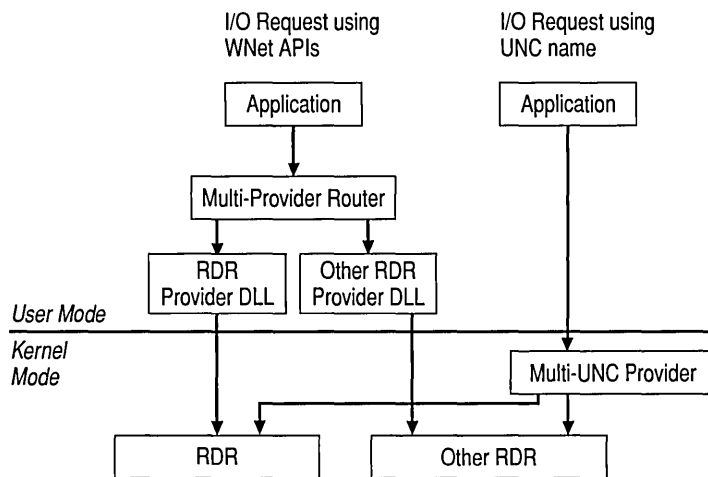 I/O Request using
WNet APIs
I/O Request using
UNC name
Application
Application
Multi-Provider Router
RDR
Provider DLL
Other RDR
Provider DLL
User Mode
Kernel
Mode
Multi-UNC Provider
RDR
Other RDR